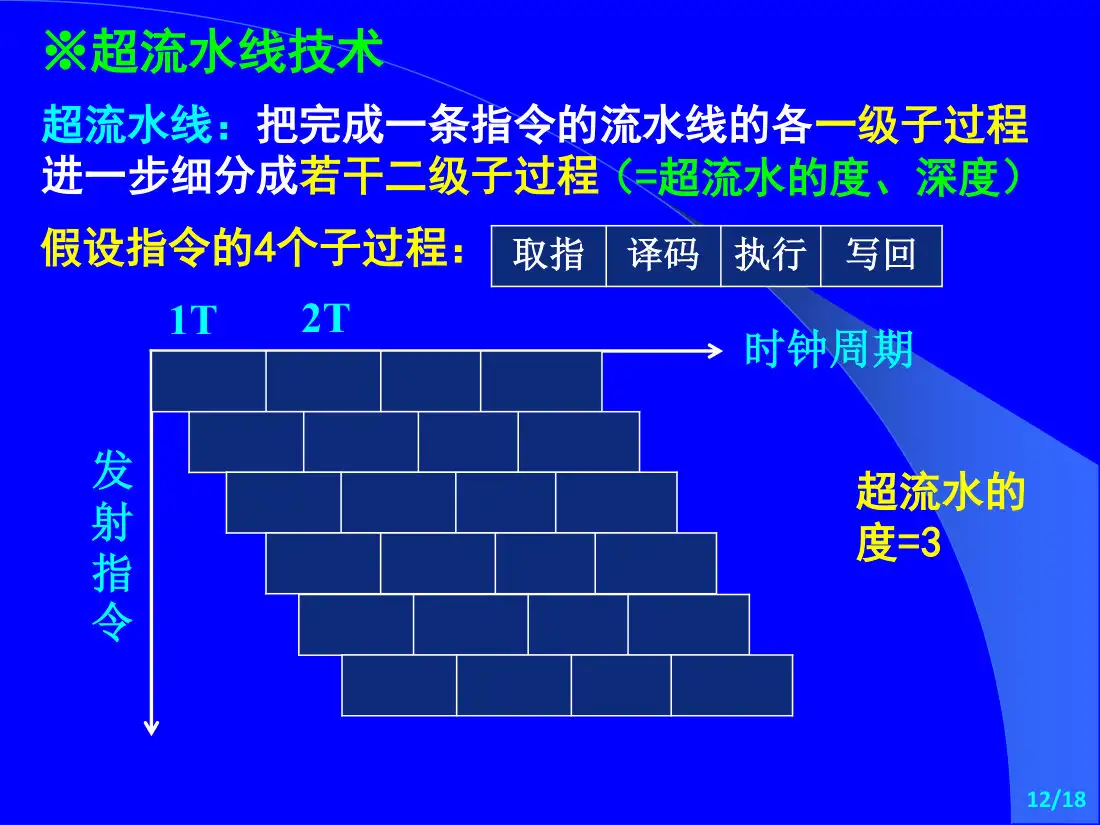 ※超流水线技术
超流水线：把完成一条指令的流水线的各一级子过程
进一步细分成若干二级子过程（=超流水的度、深度）
假设指令的4个子过程：
取指 译码 执行 写回
1T 2T
时钟周期
发射指令
超流水的
度=3
12/18